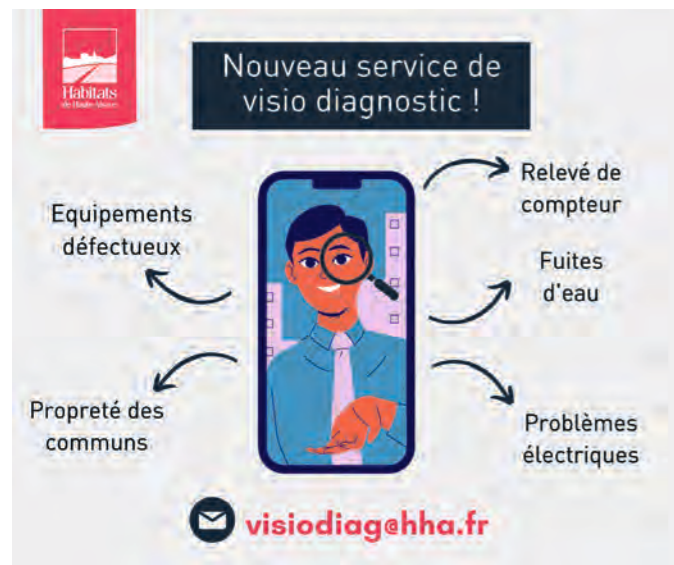 Habitats
de Haute-Alsace
Nouveau service de
visio diagnostic !
Equipements
défectueux
Relevé de
compteur
Fuites
d'eau
Propreté des
communs
Problèmes
électriques
visiodiag@hha.fr